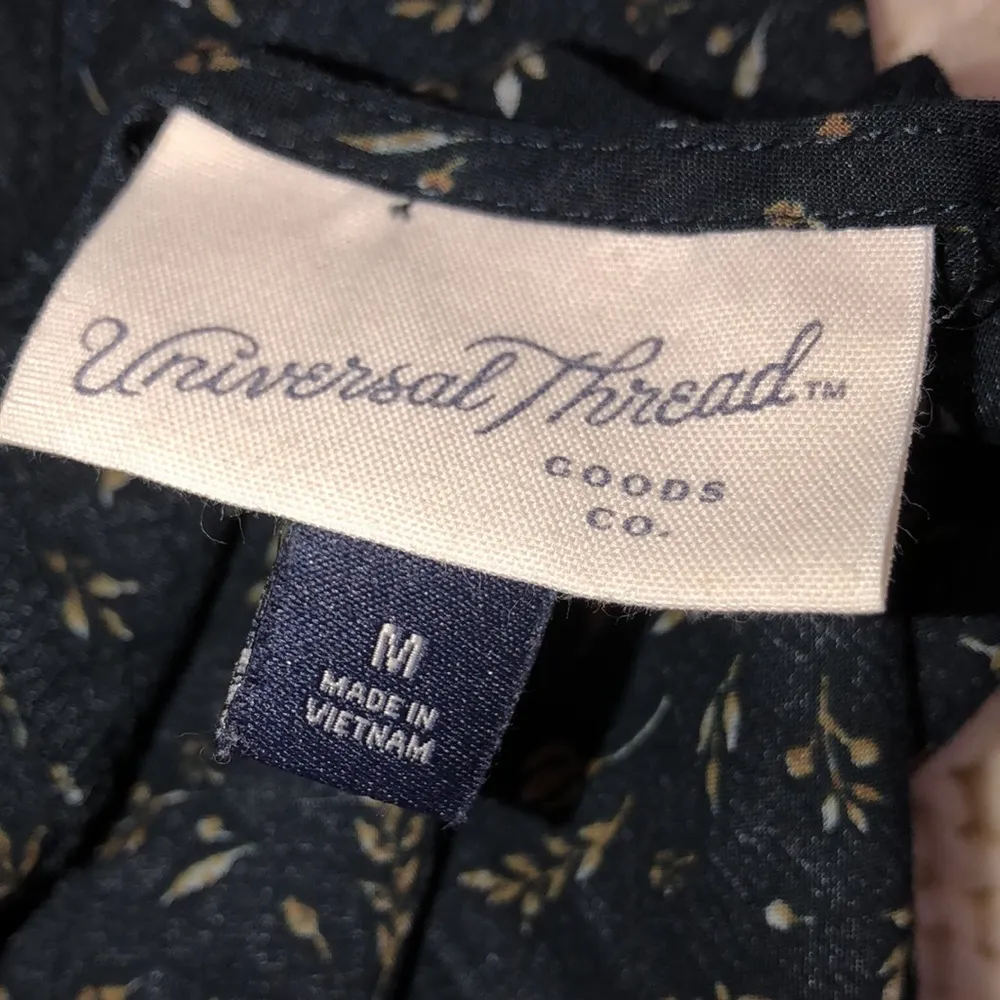 Universal Thread™
GOODS
CO.
M
MADE IN
VIETNAM